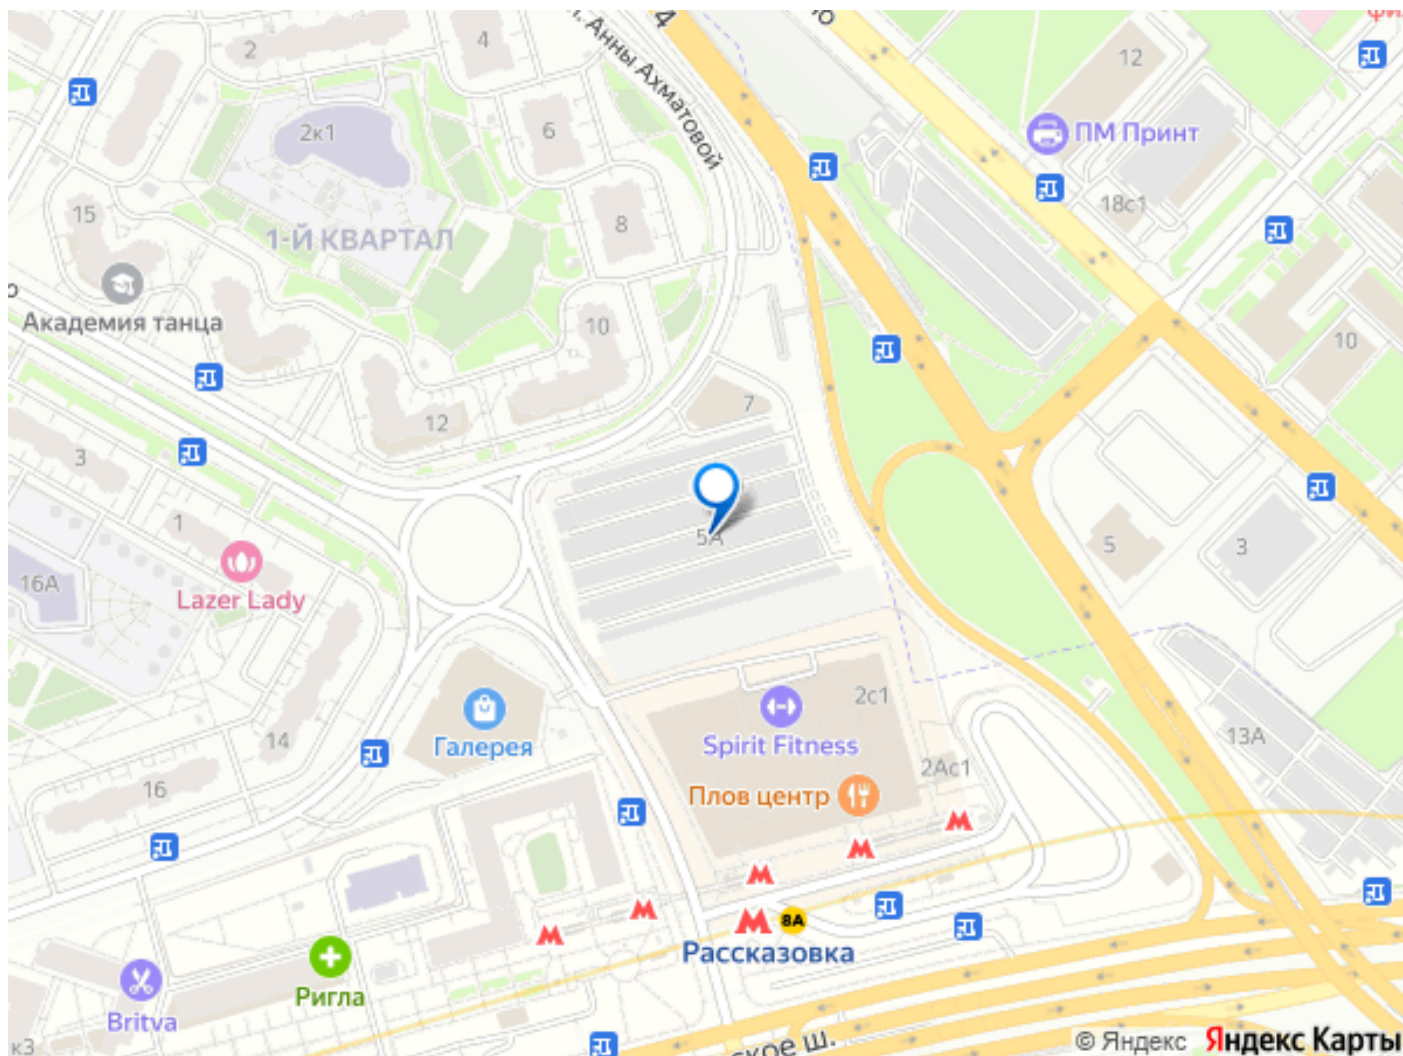 2
4
4
л. Анны Ахматовой
12
ПМ Принт
2к1
6
15
8
18с1
1-Й КВАРТАЛ
Академия танца
10
10
7
12
3
1
5А
5
3
16А
Lazer Lady
2с1
14
Галерея
Spirit Fitness
13А
16
2Ас1
Плов центр
8А
Рассказовка
Ригла
Britva
к3
ское ш.
© Яндекс Яндекс Карты